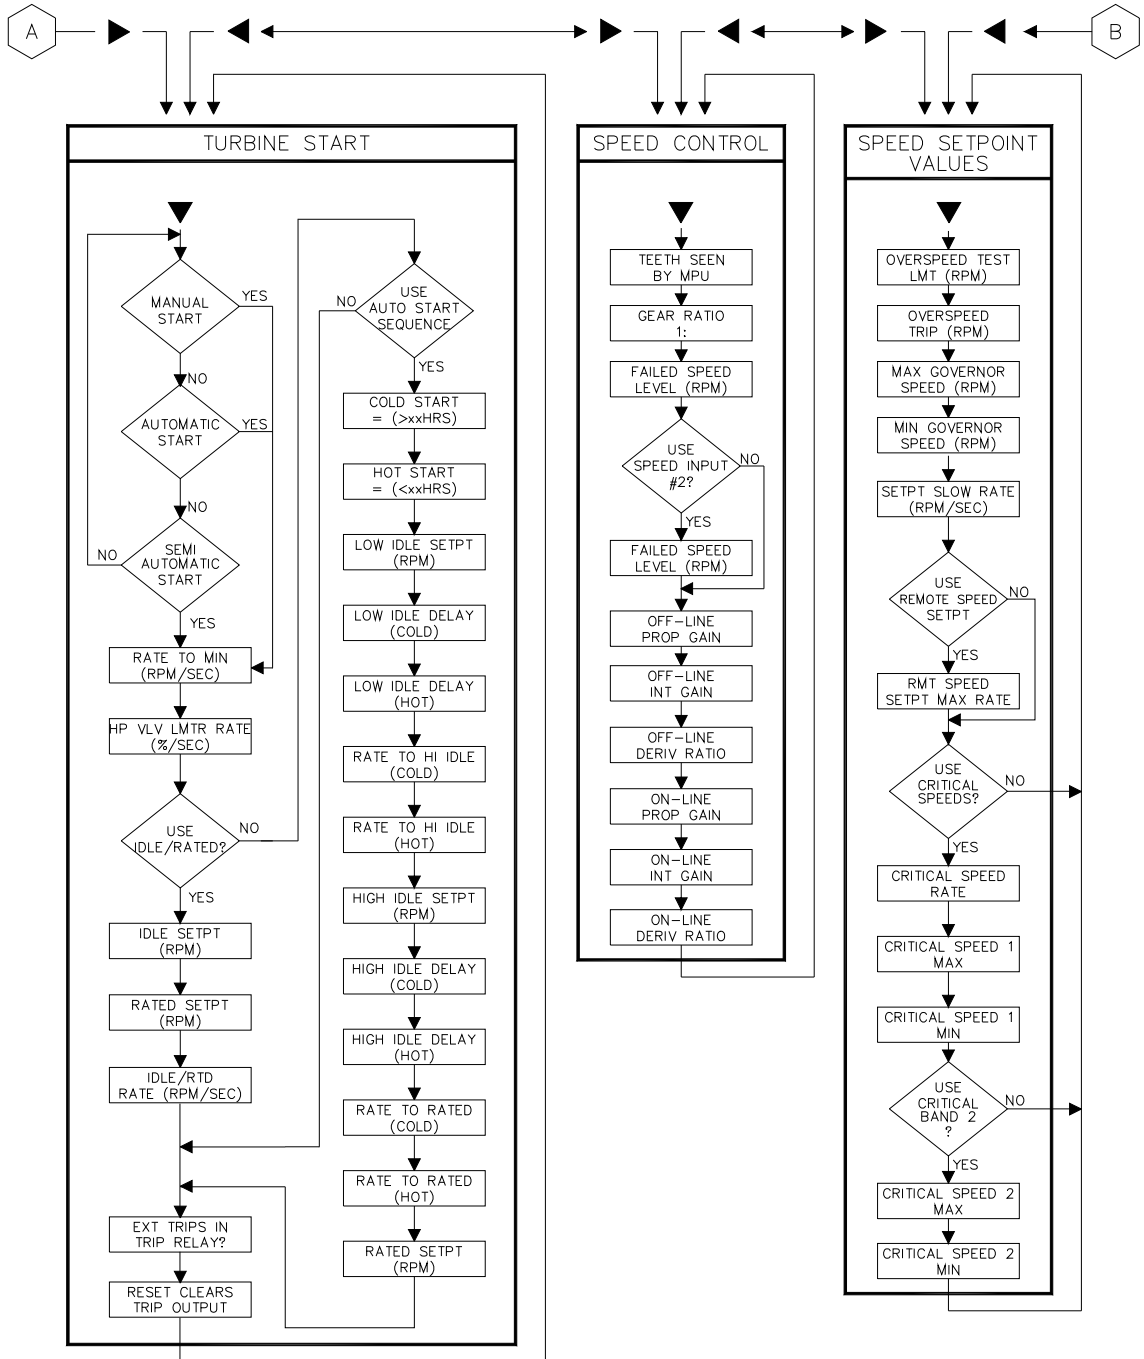 A
B
TURBINE START
MANUAL
START
YES
NO
AUTOMATIC
START
YES
NO
SEMI
AUTOMATIC
START
NO
YES
RATE TO MIN
(RPM/SEC)
HP VLV LMTR RATE
(%/SEC)
USE
IDLE/RATED?
NO
YES
IDLE SETPT
(RPM)
RATED SETPT
(RPM)
IDLE/RTD
RATE (RPM/SEC)
EXT TRIPS IN
TRIP RELAY?
RESET CLEARS
TRIP OUTPUT
USE
AUTO START
SEQUENCE
NO
YES
COLD START
= (>xxHRS)
HOT START
= (<xxHRS)
LOW IDLE SETPT
(RPM)
LOW IDLE DELAY
(COLD)
LOW IDLE DELAY
(HOT)
RATE TO HI IDLE
(COLD)
RATE TO HI IDLE
(HOT)
HIGH IDLE SETPT
(RPM)
HIGH IDLE DELAY
(COLD)
HIGH IDLE DELAY
(HOT)
RATE TO RATED
(COLD)
RATE TO RATED
(HOT)
RATED SETPT
(RPM)
SPEED CONTROL
TEETH SEEN
BY MPU
GEAR RATIO
1:
FAILED SPEED
LEVEL (RPM)
USE
SPEED INPUT
#2?
NO
YES
FAILED SPEED
LEVEL (RPM)
OFF-LINE
PROP GAIN
OFF-LINE
INT GAIN
OFF-LINE
DERIV RATIO
ON-LINE
PROP GAIN
ON-LINE
INT GAIN
ON-LINE
DERIV RATIO
SPEED SETPOINT
VALUES
OVERSPEED TEST
LMT (RPM)
OVERSPEED
TRIP (RPM)
MAX GOVERNOR
SPEED (RPM)
MIN GOVERNOR
SPEED (RPM)
SETPT SLOW RATE
(RPM/SEC)
USE
REMOTE SPEED
SETPT
NO
YES
RMT SPEED
SETPT MAX RATE
USE
CRITICAL
SPEEDS?
NO
YES
CRITICAL SPEED
RATE
CRITICAL SPEED 1
MAX
CRITICAL SPEED 1
MIN
USE
CRITICAL
BAND 2
?
NO
YES
CRITICAL SPEED 2
MAX
CRITICAL SPEED 2
MIN